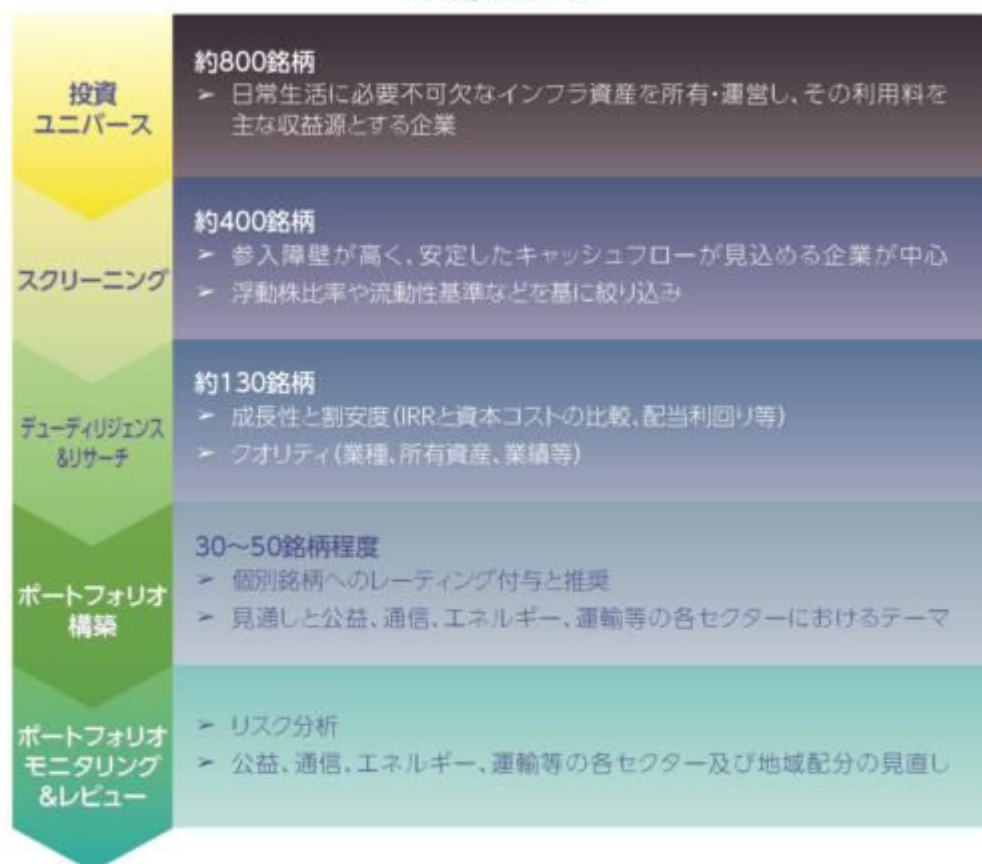 投資
ユニバース
約800銘柄
➢ 日常生活に必要不可欠なインフラ資産を所有・運営し、その利用料を
主な収益源とする企業
スクリーニング
約400銘柄
➢ 参入障壁が高く、安定したキャッシュフローが見込める企業が中心
➢ 浮動株比率や流動性基準などを基に絞り込み
デューディリジェンス
&リサーチ
約130銘柄
➢ 成長性と割安度(IRRと資本コストの比較、配当利回り等)
➢ クオリティ(業種、所有資産、業績等)
ポートフォリオ
構築
30～50銘柄程度
➢ 個別銘柄へのレーティング付与と推奨
➢ 見通しと公益、通信、エネルギー、運輸等の各セクターにおけるテーマ
ポートフォリオ
モニタリング
&レビュー
➢ リスク分析
➢ 公益、通信、エネルギー、運輸等の各セクター及び地域配分の見直し